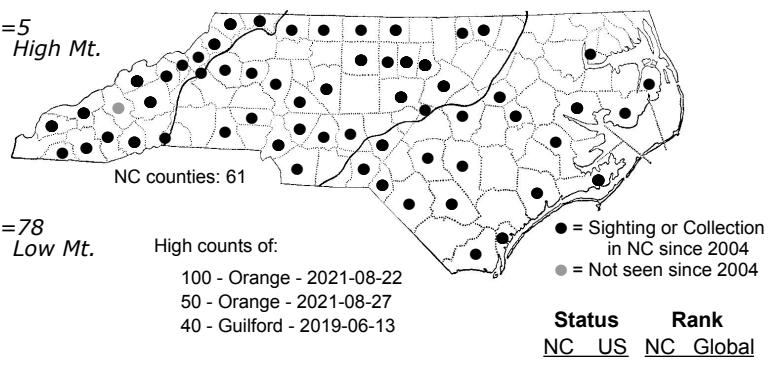 =5
High Mt.
NC counties: 61
=78
Low Mt.
High counts of:
100 - Orange - 2021-08-22
50 - Orange - 2021-08-27
40 - Guilford - 2019-06-13
= Sighting or Collection
in NC since 2004
= Not seen since 2004
Status Rank
NC US NC Global